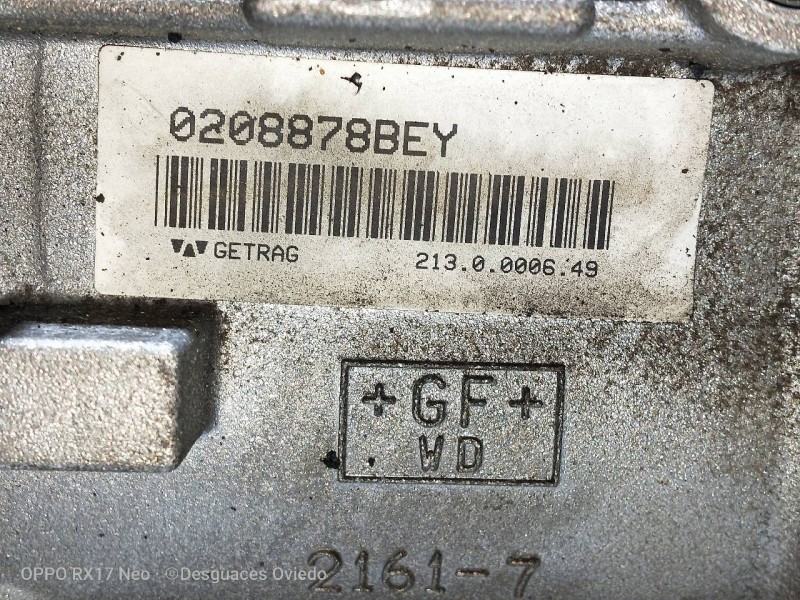 0208878BEY
GETRAG 213.0.0006.49
+GF+
WD
2161-7
OPPO RX17 Neo · ©Desguaces Oviedo